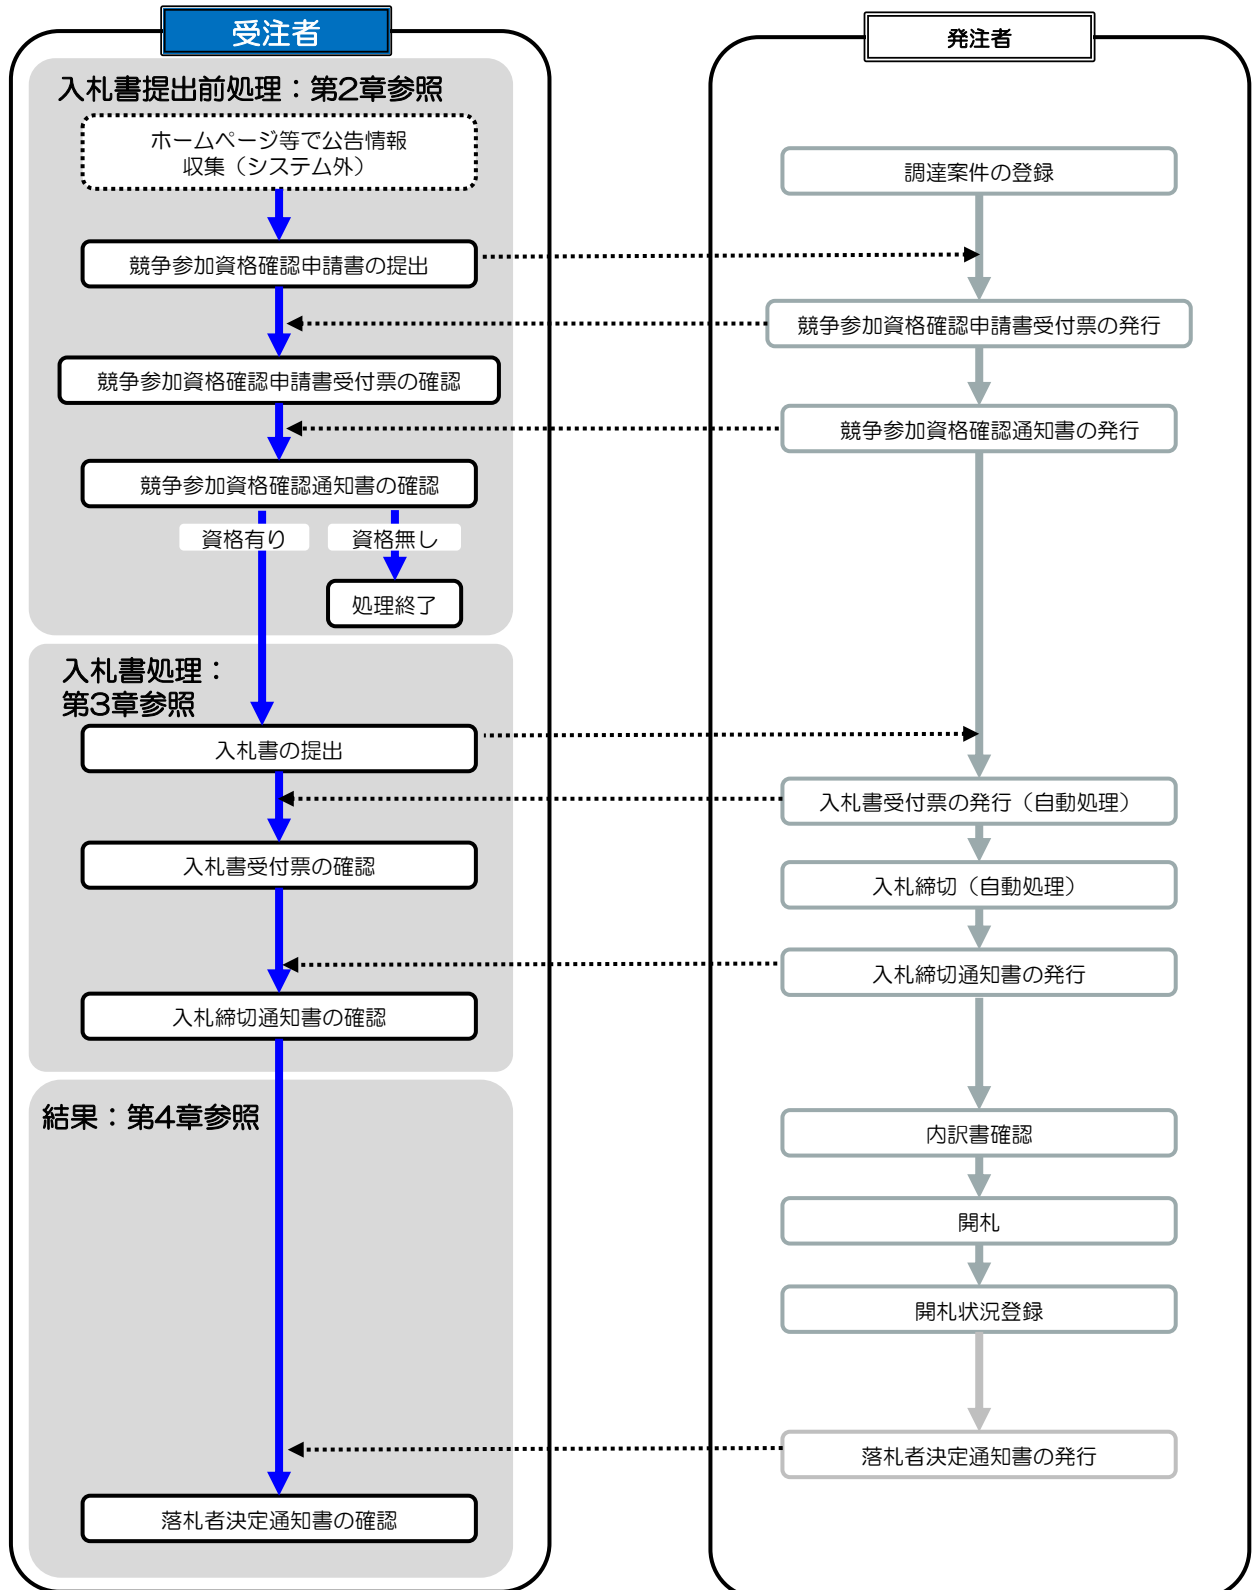 受注者
入札書提出前処理：第2章参照
ホームページ等で公告情報
収集（システム外）
競争参加資格確認申請書の提出
競争参加資格確認申請書受付票の確認
競争参加資格確認通知書の確認
資格有り
資格無し
処理終了
入札書処理：
第3章参照
入札書の提出
入札書受付票の確認
入札締切通知書の確認
結果：第4章参照
落札者決定通知書の確認
発注者
調達案件の登録
競争参加資格確認申請書受付票の発行
競争参加資格確認通知書の発行
入札書受付票の発行（自動処理）
入札締切（自動処理）
入札締切通知書の発行
内訳書確認
開札
開札状況登録
落札者決定通知書の発行